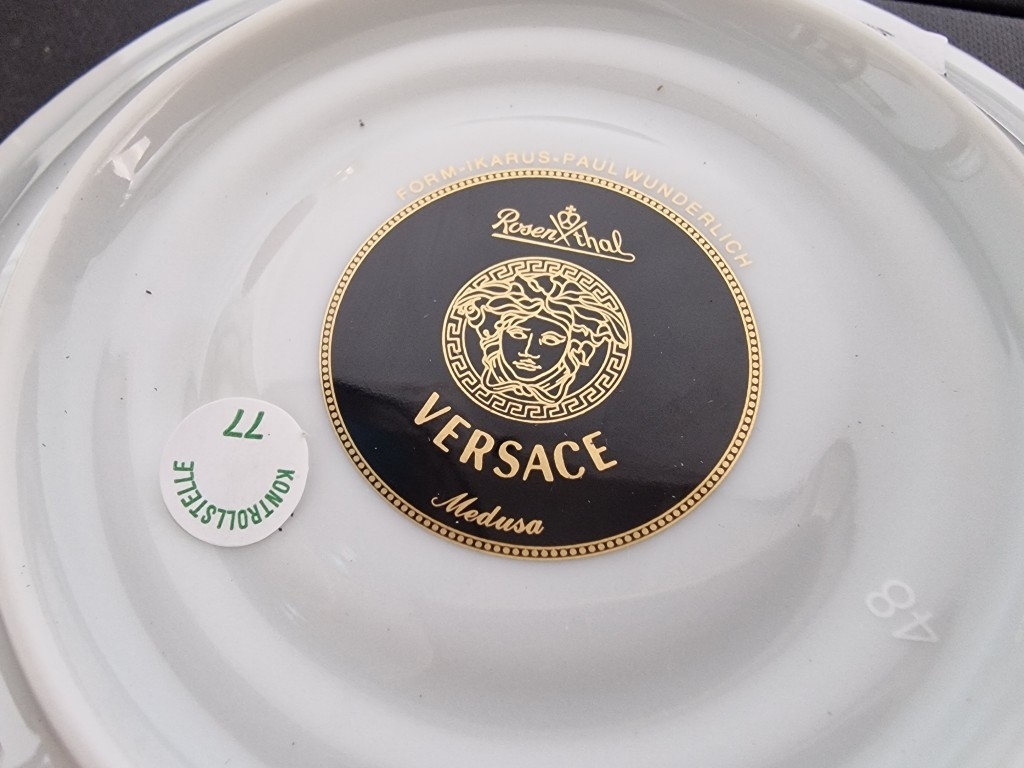 FORM-IKARUS-PAUL WUNDERLICH
Rosenthal
VERSACE
Medusa
77
KONTROLLSTELLE
48